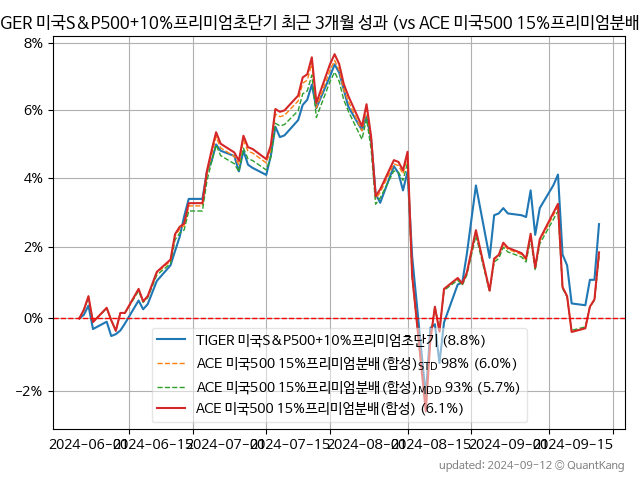 GER 미국S&P500+10%프리미엄초단기 최근 3개월 성과 (vs ACE 미국500 15%프리미엄분배
8%
6%
4%
2%
0%
−2%
TIGER 미국S&P500+10%프리미엄초단기 (8.8%)
ACE 미국500 15%프리미엄분배(합성)STD 98% (6.0%)
ACE 미국500 15%프리미엄분배(합성)MDD 93% (5.7%)
ACE 미국500 15%프리미엄분배(합성) (6.1%)
2024-06-01 2024-06-15 2024-07-01 2024-07-15 2024-08-01 2024-08-15 2024-09-01 2024-09-15
updated: 2024-09-12 © QuantKang